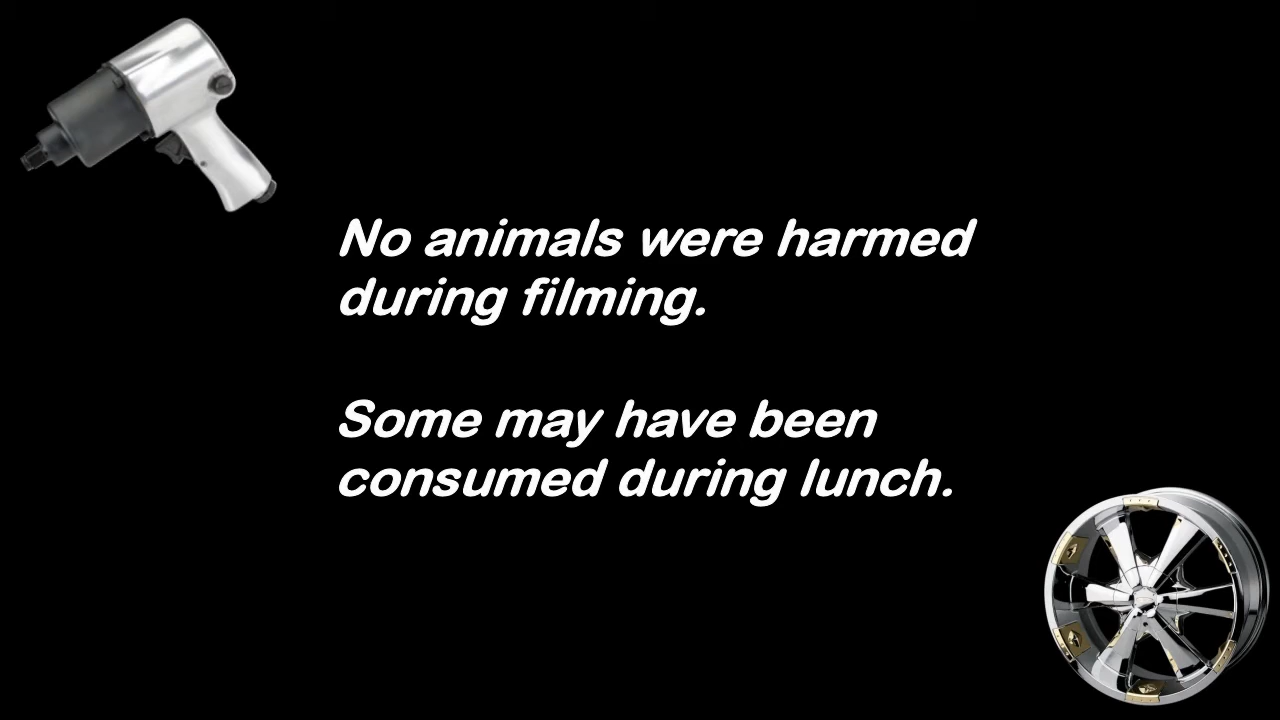 No animals were harmed
during filming.
Some may have been
consumed during lunch.